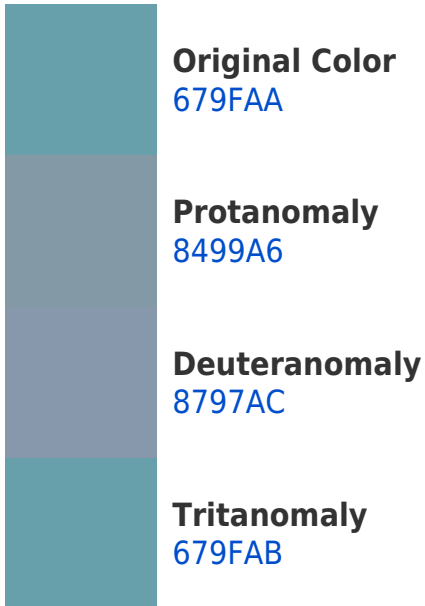 Original Color
679FAA
Protanomaly
8499A6
Deuteranomaly
8797AC
Tritanomaly
679FAB